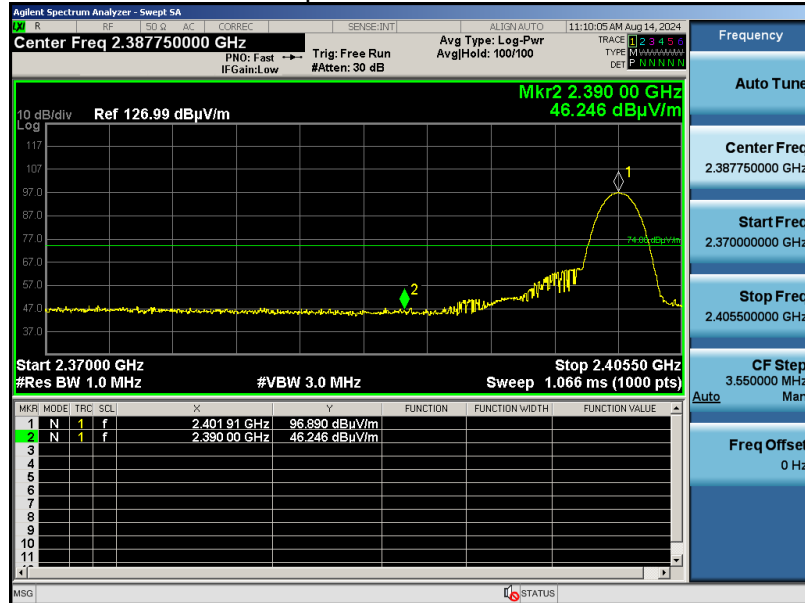 Agilent Spectrum Analyzer - Swept SA
LXI R RF 50 Ω AC CORREC SENSE:INT ALIGN AUTO 11:10:05 AM Aug 14, 2024
Center Freq 2.387750000 GHz
PNO: Fast
IFGain:Low
Trig: Free Run
#Atten: 30 dB
Avg Type: Log-Pwr
Avg|Hold: 100/100
TRACE 1 2 3 4 5 6
TYPE M
DET P N N N N N
Mkr2 2.390 00 GHz
46.246 dBµV/m
10 dB/div Ref 126.99 dBµV/m
Log
117
107
97.0
87.0
77.0
67.0
57.0
47.0
37.0
1
2
74.00 dBµV/m
Start 2.37000 GHz Stop 2.40550 GHz
#Res BW 1.0 MHz #VBW 3.0 MHz Sweep 1.066 ms (1000 pts)
MKR MODE TRC SCL X Y FUNCTION FUNCTION WIDTH FUNCTION VALUE
1 N 1 f 2.401 91 GHz 96.890 dBµV/m
2 N 1 f 2.390 00 GHz 46.246 dBµV/m
3
4
5
6
7
8
9
10
11
MSG STATUS
Frequency
Auto Tune
Center Freq
2.387750000 GHz
Start Freq
2.370000000 GHz
Stop Freq
2.405500000 GHz
CF Step
3.550000 MHz
Auto Man
Freq Offset
0 Hz